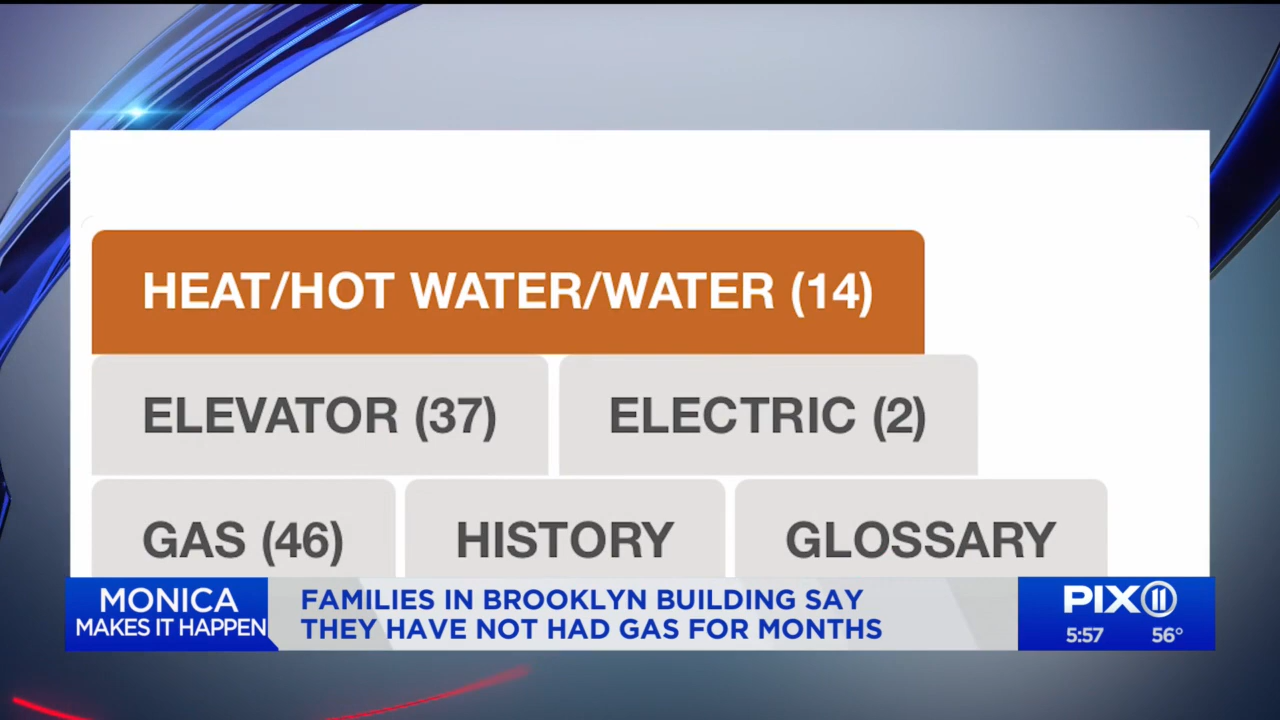 HEAT/HOT WATER/WATER (14)
ELEVATOR (37)
ELECTRIC (2)
GAS (46)
HISTORY
GLOSSARY
MONICA
MAKES IT HAPPEN
FAMILIES IN BROOKLYN BUILDING SAY
THEY HAVE NOT HAD GAS FOR MONTHS
PIX11
5:57 56°